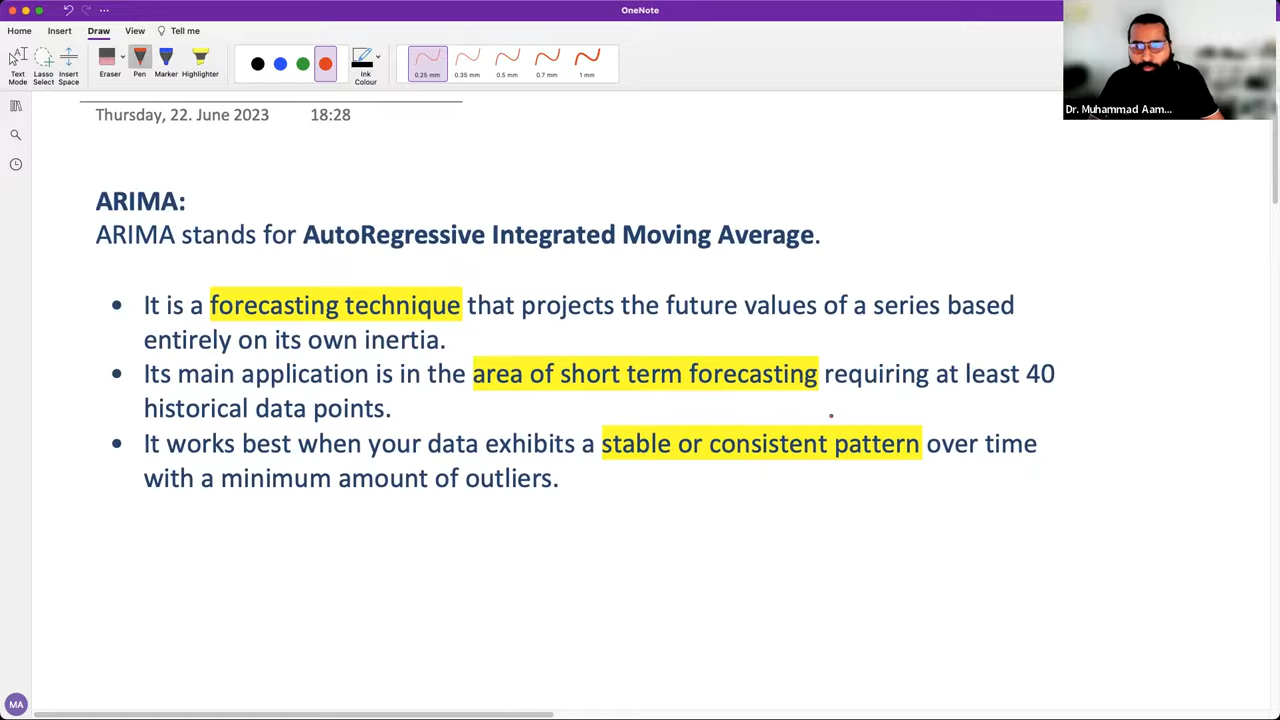 OneNote
Home Insert Draw View Tell me
Eraser Pen Marker Highlighter
Text Mode
Lasso Select
Insert Space
Ink Colour
0.25 mm 0.35 mm 0.5 mm 0.7 mm 1 mm
Dr. Muhammad Aam...
Thursday, 22. June 2023 18:28
ARIMA:
ARIMA stands for AutoRegressive Integrated Moving Average.
• It is a forecasting technique that projects the future values of a series based
entirely on its own inertia.
• Its main application is in the area of short term forecasting requiring at least 40
historical data points.
• It works best when your data exhibits a stable or consistent pattern over time
with a minimum amount of outliers.
MA